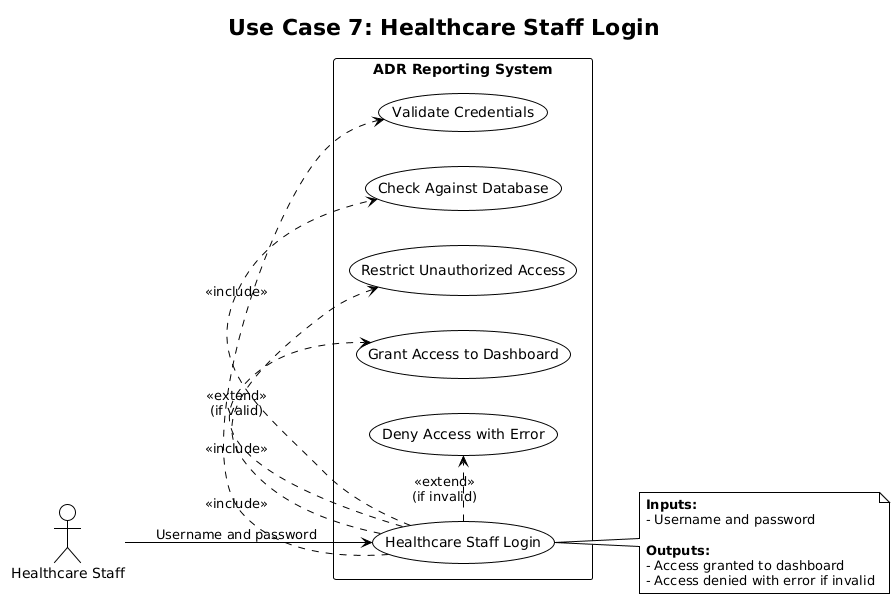 Use Case 7: Healthcare Staff Login
ADR Reporting System
Validate Credentials
Check Against Database
Restrict Unauthorized Access
Grant Access to Dashboard
Deny Access with Error
Healthcare Staff Login
«include»
«extend»
(if valid)
«include»
«include»
«extend»
(if invalid)
Username and password
Healthcare Staff
Inputs:
- Username and password
Outputs:
- Access granted to dashboard
- Access denied with error if invalid